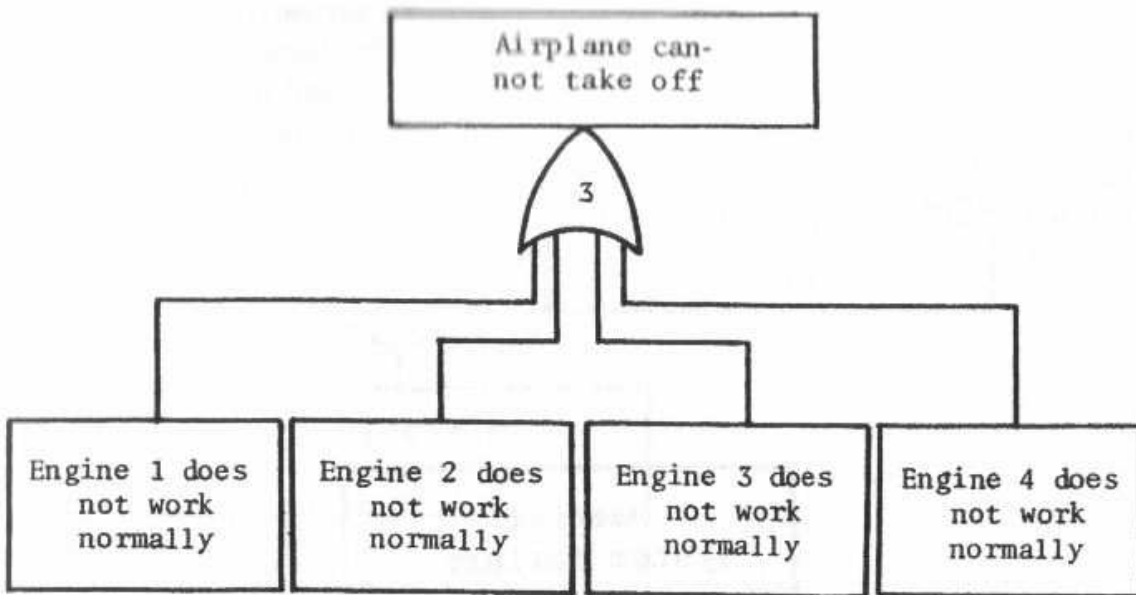 Airplane can-
not take off
3
Engine 1 does
not work
normally
Engine 2 does
not work
normally
Engine 3 does
not work
normally
Engine 4 does
not work
normally